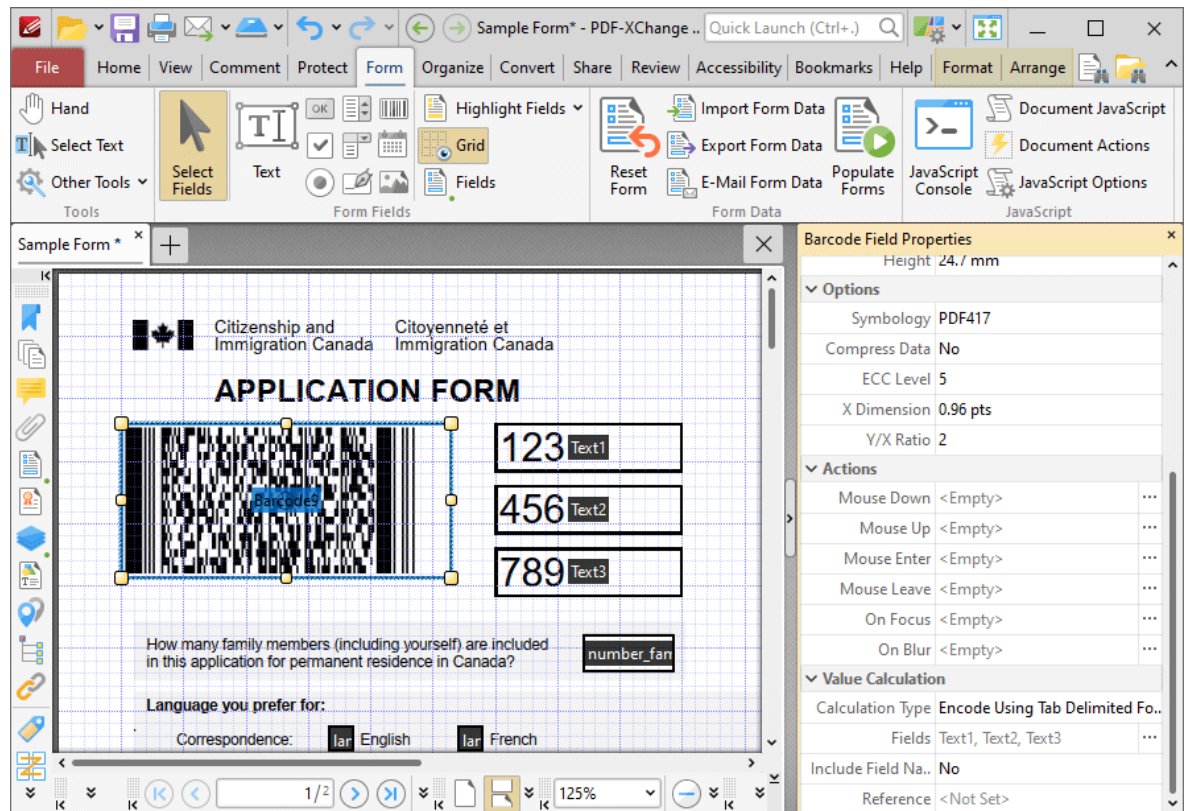 Sample Form* - PDF-XChange ..
Quick Launch (Ctrl+.)
File Home View Comment Protect Form Organize Convert Share Review Accessibility Bookmarks Help Format Arrange
Hand
Select Text
Other Tools
Tools
Select Fields
Text
OK
Highlight Fields
Grid
Fields
Form Fields
Reset Form
Import Form Data
Export Form Data
E-Mail Form Data
Populate Forms
Form Data
JavaScript Console
Document JavaScript
Document Actions
JavaScript Options
JavaScript
Sample Form *
Citizenship and
Immigration Canada
Citoyenneté et
Immigration Canada
APPLICATION FORM
Barcode9
123 Text1
456 Text2
789 Text3
How many family members (including yourself) are included
in this application for permanent residence in Canada?
number_fan
Language you prefer for:
Correspondence: lar English lar French
1/2
125%
Barcode Field Properties
Height 24.7 mm
Options
Symbology PDF417
Compress Data No
ECC Level 5
X Dimension 0.96 pts
Y/X Ratio 2
Actions
Mouse Down <Empty> ...
Mouse Up <Empty> ...
Mouse Enter <Empty> ...
Mouse Leave <Empty> ...
On Focus <Empty> ...
On Blur <Empty> ...
Value Calculation
Calculation Type Encode Using Tab Delimited Fo..
Fields Text1, Text2, Text3 ...
Include Field Na.. No
Reference <Not Set>